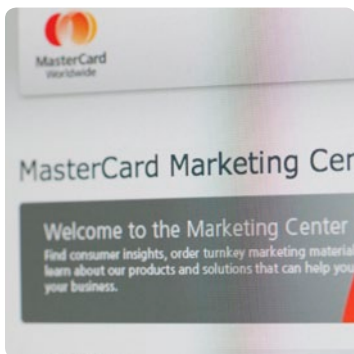 MasterCard
Worldwide
MasterCard Marketing Cen
Welcome to the Marketing Center
Find consumer insights, order turnkey marketing material
learn about our products and solutions that can help you
your business.